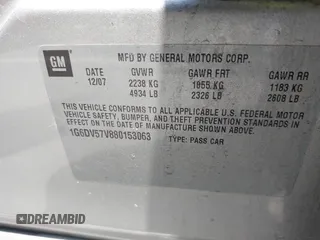 GM
MFD BY GENERAL MOTORS CORP.
DATE GVWR GAWR FRT GAWR RR
12/07 2238 KG 1055 KG 1183 KG
4934 LB 2326 LB 2608 LB
THIS VEHICLE CONFORMS TO ALL APPLICABLE U.S. FEDERAL MOTOR
VEHICLE SAFETY, BUMPER, AND THEFT PREVENTION STANDARDS IN
EFFECT ON THE DATE OF MANUFACTURE SHOWN ABOVE.
1G6DV57V880153063 TYPE: PASS CAR
DREAMBID